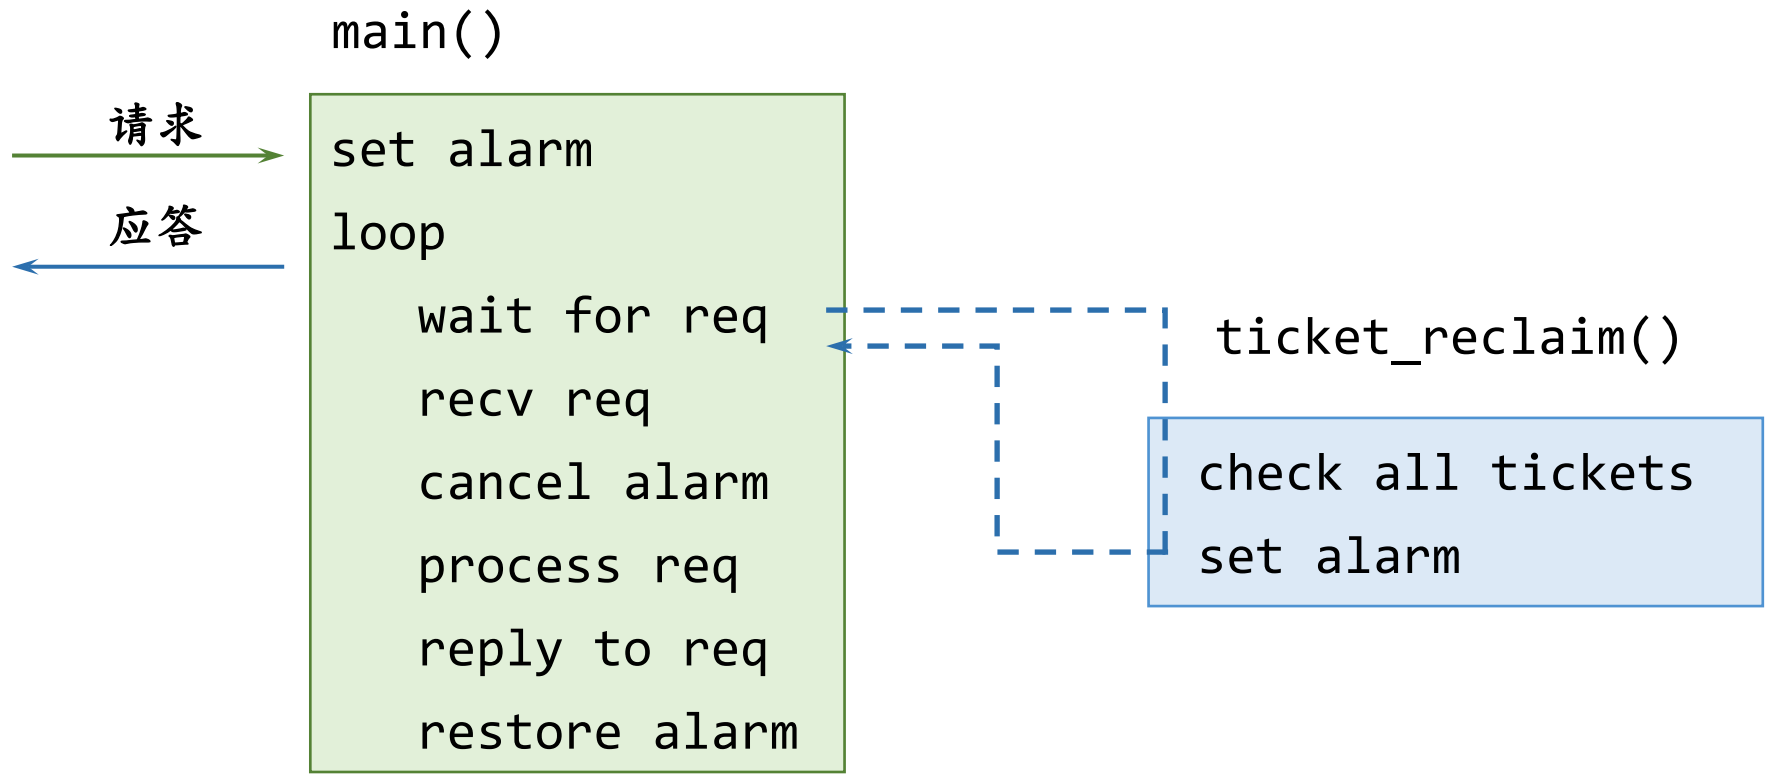 main()
请求
应答
set alarm
loop
wait for req
recv req
cancel alarm
process req
reply to req
restore alarm
ticket_reclaim()
check all tickets
set alarm